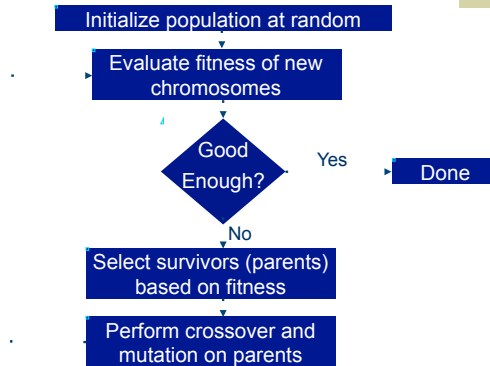 Initialize population at random
Evaluate fitness of new
chromosomes
Good
Enough?
Yes
Done
No
Select survivors (parents)
based on fitness
Perform crossover and
mutation on parents